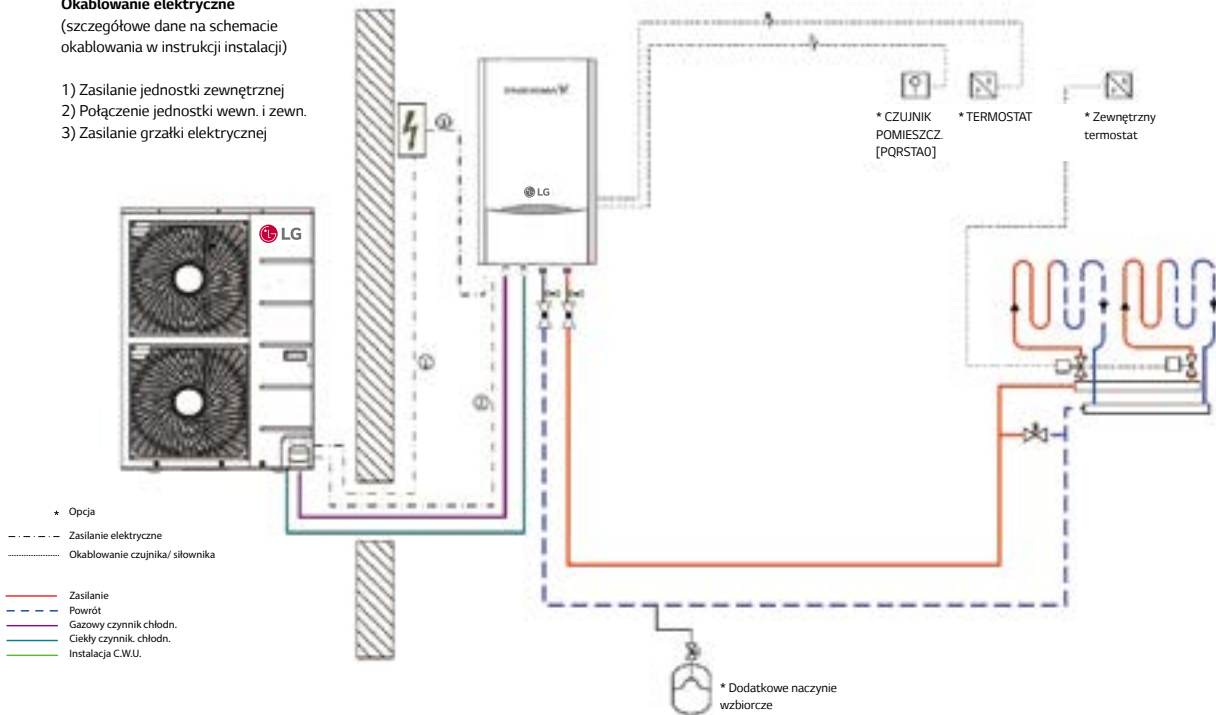 Okablowanie elektryczne
(szczegółowe dane na schemacie
okablowania w instrukcji instalacji)
1) Zasilanie jednostki zewnętrznej
2) Połączenie jednostki wewn. i zewn.
3) Zasilanie grzałki elektrycznej
LG
LG
* CZUJNIK
POMIESZCZ.
[PQRSTA0]
* TERMOSTAT
* Zewnętrzny
termostat
* Opcja
Zasilanie elektryczne
Okablowanie czujnika/ siłownika
Zasilanie
Powrót
Gazowy czynnik chłodn.
Ciekły czynnik. chłodn.
Instalacja C.W.U.
* Dodatkowe naczynie
wzbiorcze